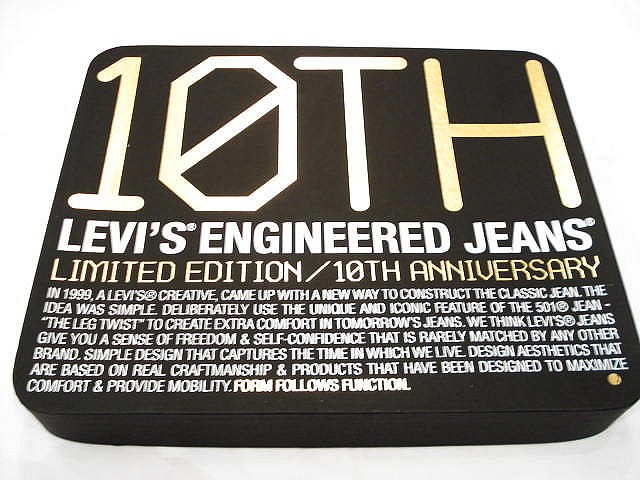 10TH
LEVI'S® ENGINEERED JEANS®
LIMITED EDITION/10TH ANNIVERSARY
IN 1999, A LEVI'S® CREATIVE, CAME UP WITH A NEW WAY TO CONSTRUCT THE CLASSIC JEAN. THE
IDEA WAS SIMPLE. DELIBERATELY USE THE UNIQUE AND ICONIC FEATURE OF THE 501® JEAN -
"THE LEG TWIST" TO CREATE EXTRA COMFORT IN TOMORROW'S JEANS. WE THINK LEVI'S® JEANS
GIVE YOU A SENSE OF FREEDOM & SELF-CONFIDENCE THAT IS RARELY MATCHED BY ANY OTHER
BRAND. SIMPLE DESIGN THAT CAPTURES THE TIME IN WHICH WE LIVE. DESIGN AESTHETICS THAT
ARE BASED ON REAL CRAFTMANSHIP & PRODUCTS THAT HAVE BEEN DESIGNED TO MAXIMIZE
COMFORT & PROVIDE MOBILITY. FORM FOLLOWS FUNCTION.